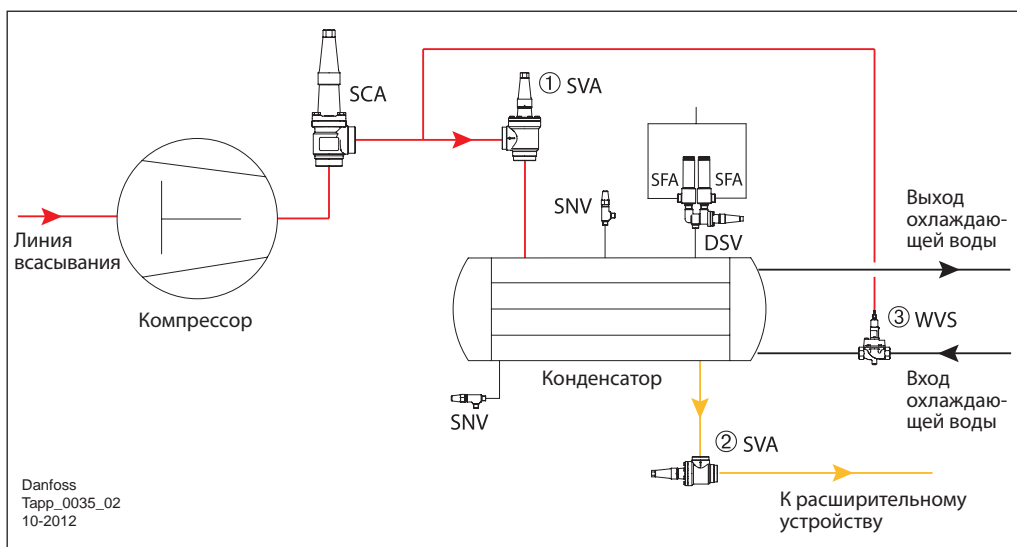 SCA
① SVA
SNV
SFA
SFA
DSV
Выход
охлаждаю-
щей воды
Линия
всасывания
Компрессор
③ WVS
Конденсатор
Вход
охлаждаю-
щей воды
SNV
② SVA
К расширительному
устройству
Danfoss
Tapp_0035_02
10-2012